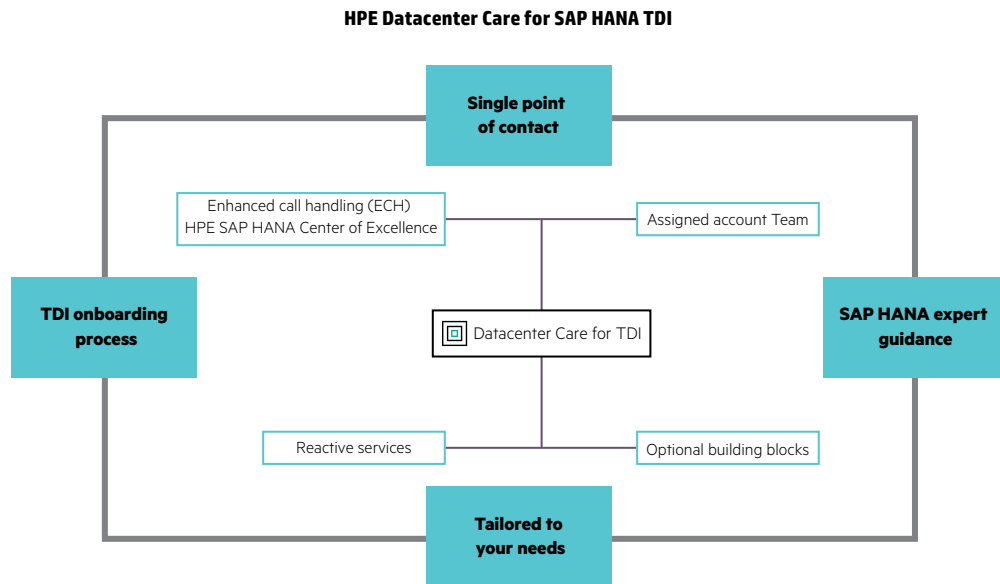 HPE Datacenter Care for SAP HANA TDI
Single point
of contact
Enhanced call handling (ECH)
HPE SAP HANA Center of Excellence
Assigned account Team
TDI onboarding
process
Datacenter Care for TDI
SAP HANA expert
guidance
Reactive services
Optional building blocks
Tailored to
your needs